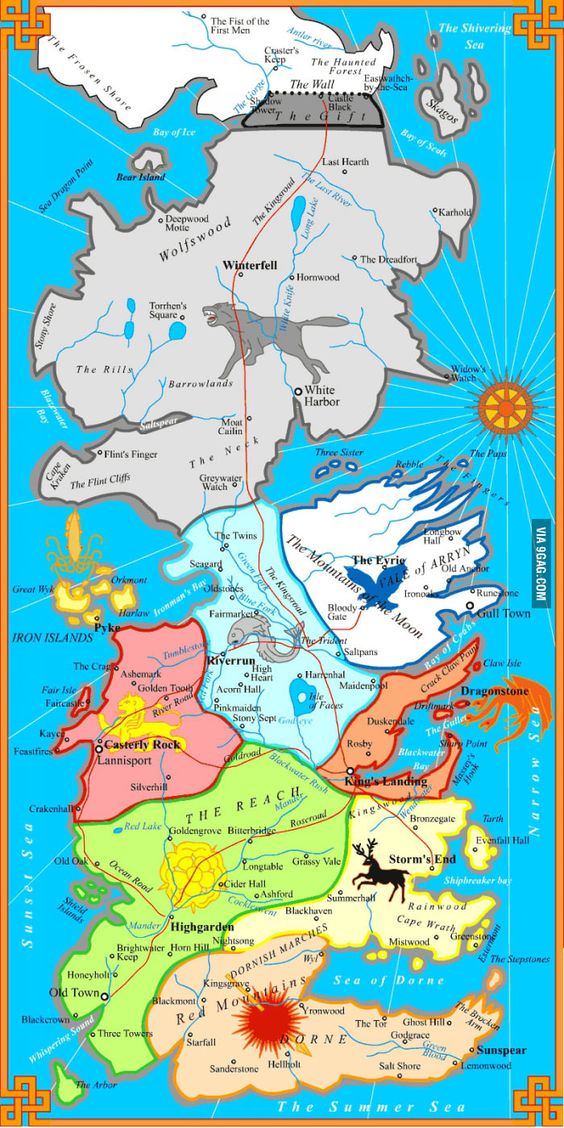 The Fist of the
First Men
Antler river
The Shivering
Sea
The Frozen Shore
Craster's
Keep
The Haunted
Forest
The Gorge
The Wall
Eastwathch-
by-the-Sea
Shadow
Tower
Castle
Black
The Gift
Skagos
Bay of Ice
Bay of Seals
Last Hearth
Bear Island
Sea Dragon Point
The Kingsroad
The Last River
Long Lake
Karhold
Deepwood
Motte
Wolfswood
Winterfell
Hornwood
The Dreadfort
Torrhen's
Square
White Knife
Stony Shore
The Rills
Barrowlands
White
Harbor
Widow's
Watch
Blazewater
Bay
Saltspear
Moat
Cailin
The Neck
Flint's Finger
Cape
Kraken
The Flint Cliffs
Greywater
Watch
Three Sister
Pebble
The Paps
The Fingers
VIA 9GAG.COM
The Twins
Seagard
Green Fork
The Kingsroad
Longbow
Hall
The Eyrie
VALE of ARRYN
Old Anchor
The Mountains of the Moon
Ironoaks
Runestone
Gull Town
Bloody
Gate
Great Wyk
Orkmont
Harlaw
Pyke
IRON ISLANDS
Ironman's Bay
Oldstones
Blue Fork
Fairmarket
The Trident
Saltpans
Bay of Crabs
Tumblestone
Riverrun
The Crag
Ashemark
Golden Tooth
River Road
Red Fork
High
Heart
Harrenhal
Acorn Hall
Maidenpool
Isle
of Faces
Godseye
Crack Claw Point
Claw Isle
Dragonstone
Driftmark
The Gullet
Fair Isle
Faircastle
Pinkmaiden
Stony Sept
Duskendale
Kayce
Casterly Rock
Lannisport
Feastfires
Rosby
Blackwater
Bay
Sharp Point
Massey's
Hook
Narrow Sea
Goldroad
Silverhill
Blackwater Rush
King's Landing
Crakenhall
THE REACH
Mander
Kingswood
Wendwater
Roseroad
Red Lake
Goldengrove
Bitterbridge
Bronzegate
Tarth
Evenfall Hall
Sunset Sea
Old Oak
Ocean Road
Longtable
Grassy Vale
Storm's End
Shipbreaker bay
Cider Hall
Ashford
Summerhall
Shield
Islands
Cockleswent
Blackhaven
Rainwood
Cape Wrath
Mander
Highgarden
Mistwood
Greenstone
Estermont
Brightwater
Keep
Horn Hill
Nightsong
DORNISH MARCHES
Wyl
The Stepstones
Honeyholt
Old Town
Kingsgrave
Sea of Dorne
Blackmont
Red Mountains
Yronwood
The Brocken
Arm
Blackcrown
Whispering Sound
Three Towers
Starfall
DORNE
The Tor
Ghost Hill
Godgrace
Green
Blood
Sunspear
Lemonwood
The Arbor
Sanderstone
Hellholt
Salt Shore
The Summer Sea